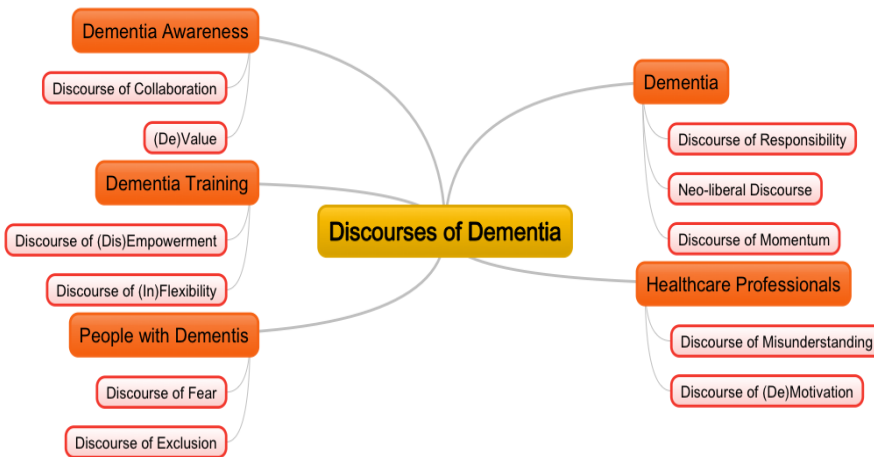 Dementia Awareness
Discourse of Collaboration
(De)Value
Dementia Training
Discourse of (Dis)Empowerment
Discourse of (In)Flexibility
People with Dementis
Discourse of Fear
Discourse of Exclusion
Discourses of Dementia
Dementia
Discourse of Responsibility
Neo-liberal Discourse
Discourse of Momentum
Healthcare Professionals
Discourse of Misunderstanding
Discourse of (De)Motivation